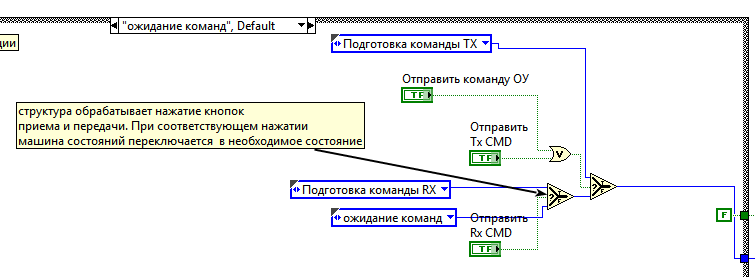 "ожидание команд", Default
ции
Подготовка команды TX
Отправить команду ОУ
TF
структура обрабатывает нажатие кнопок
приема и передачи. При соответствующем нажатии
машина состояний переключается в необходимое состояние
Отправить
Tx CMD
TF
V
Подготовка команды RX
?
?
ожидание команд
Отправить
Rx CMD
TF
F